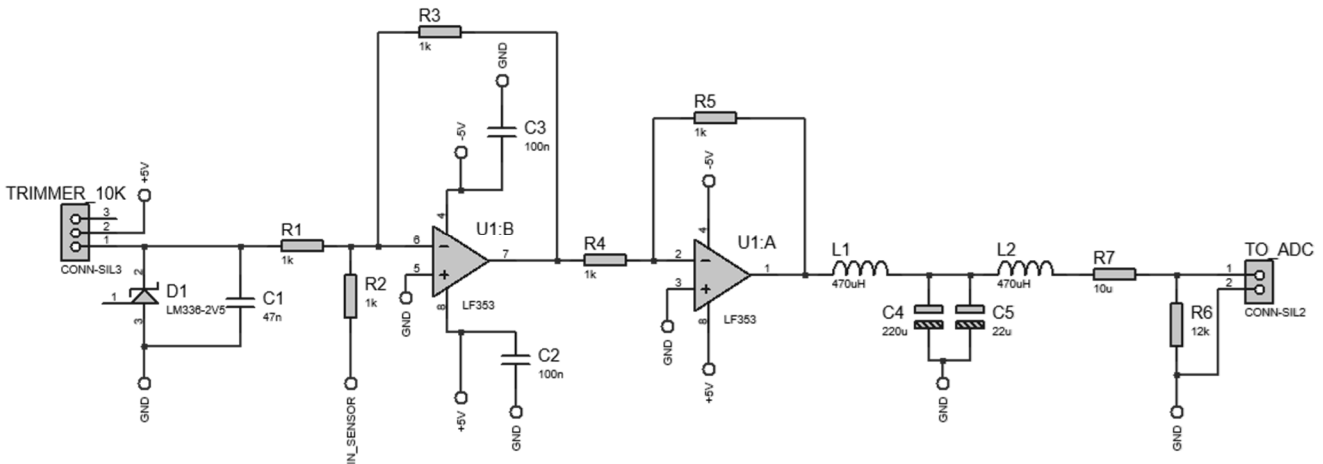 R3
1k
GND
C3
100n
-5V
R5
1k
-5V
TRIMMER_10K
+5V
3
2
1
CONN-SIL3
R1
1k
4
6
7
5
8
U1:B
LF353
GND
R2
1k
R4
1k
4
2
1
3
8
U1:A
LF353
GND
L1
470uH
L2
470uH
R7
10u
TO_ADC
1
2
CONN-SIL2
2
1
3
D1
LM336-2V5
C1
47n
C4
220u
C5
22u
R6
12k
C2
100n
GND
IN_SENSOR
+5V
GND
+5V
GND
GND